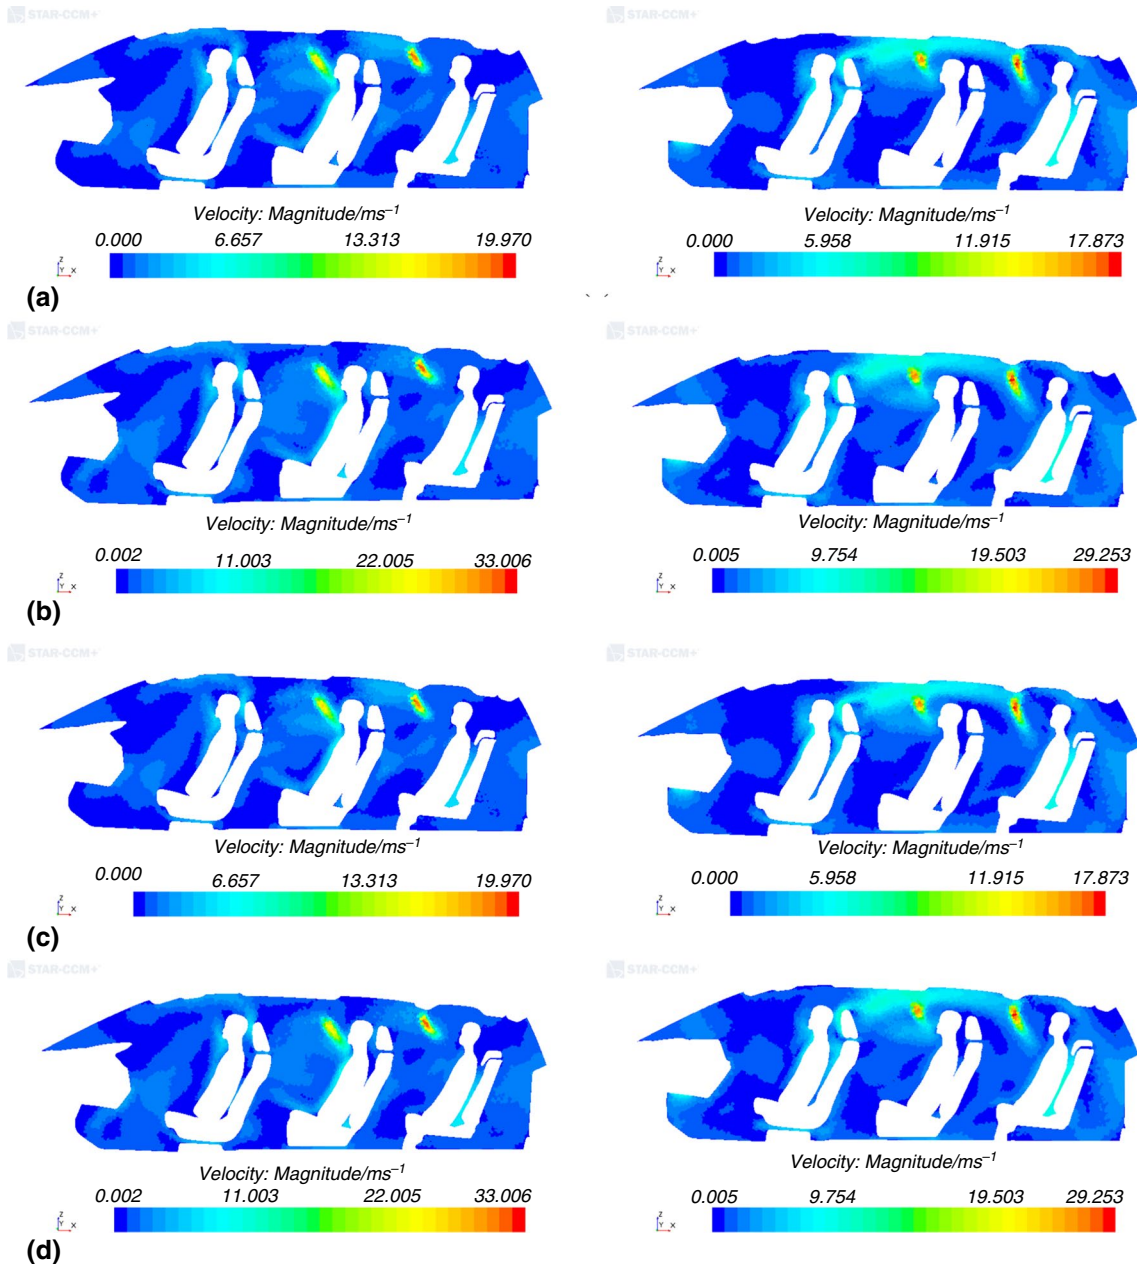 STAR-CCM+ STAR-CCM+
Velocity: Magnitude/ms⁻¹ Velocity: Magnitude/ms⁻¹
0.000 6.657 13.313 19.970 0.000 5.958 11.915 17.873
Z Y X Z Y X
(a)
STAR-CCM+ STAR-CCM+
Velocity: Magnitude/ms⁻¹ Velocity: Magnitude/ms⁻¹
0.002 11.003 22.005 33.006 0.005 9.754 19.503 29.253
Z Y X Z Y X
(b)
STAR-CCM+ STAR-CCM+
Velocity: Magnitude/ms⁻¹ Velocity: Magnitude/ms⁻¹
0.000 6.657 13.313 19.970 0.000 5.958 11.915 17.873
Z Y X Z Y X
(c)
STAR-CCM+ STAR-CCM+
Velocity: Magnitude/ms⁻¹ Velocity: Magnitude/ms⁻¹
0.002 11.003 22.005 33.006 0.005 9.754 19.503 29.253
Z Y X Z Y X
(d)